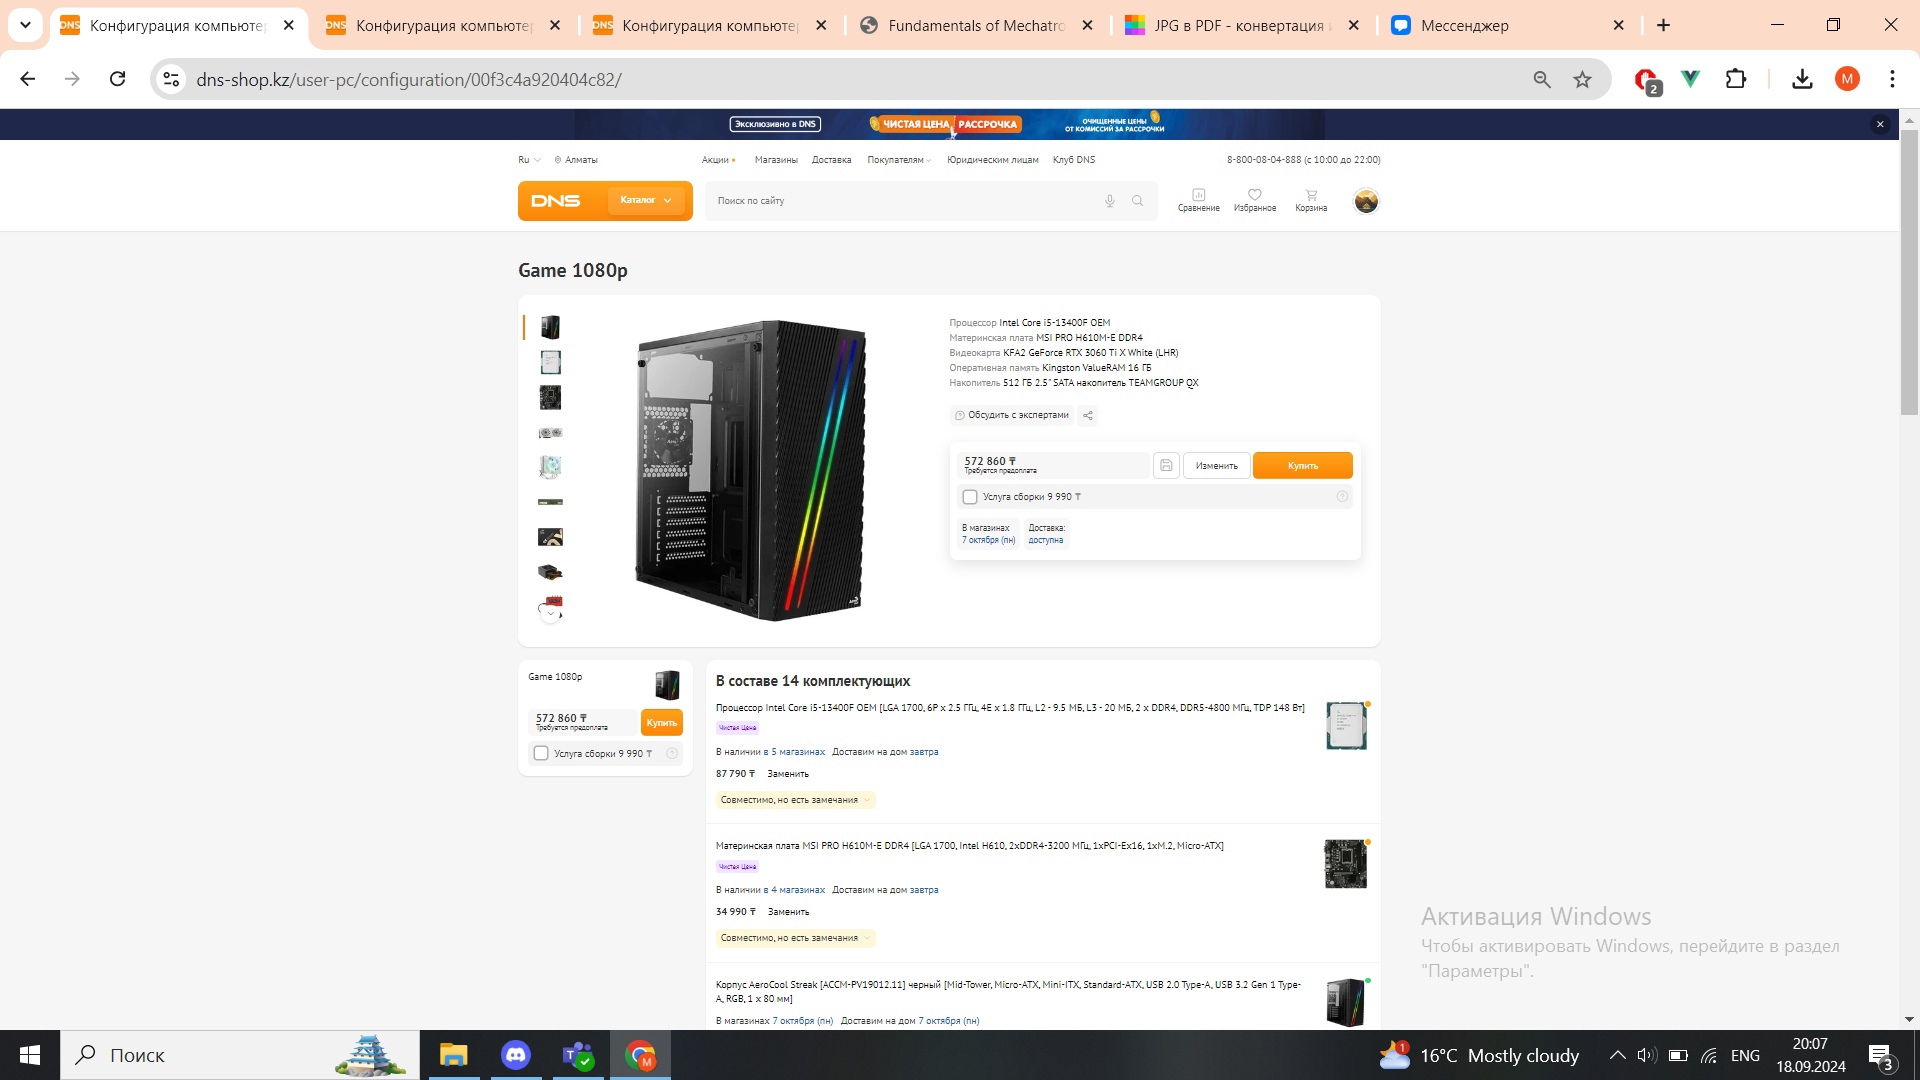 Конфигурация компьютер
Конфигурация компьютер
Конфигурация компьютер
Fundamentals of Mechatro
JPG в PDF - конвертация и
Мессенджер
dns-shop.kz/user-pc/configuration/00f3c4a920404c82/
2
M
Эксклюзивно в DNS
ЧИСТАЯ ЦЕНА РАССРОЧКА
ОЧИЩЕННЫЕ ЦЕНЫ
ОТ КОМИССИЙ ЗА РАССРОЧКИ
Ru
Алматы
Акции
Магазины
Доставка
Покупателям
Юридическим лицам
Клуб DNS
8-800-08-04-888 (с 10:00 до 22:00)
DNS
Каталог
Поиск по сайту
Сравнение
Избранное
Корзина
Game 1080p
Процессор Intel Core i5-13400F OEM
Материнская плата MSI PRO H610M-E DDR4
Видеокарта KFA2 GeForce RTX 3060 Ti X White (LHR)
Оперативная память Kingston ValueRAM 16 ГБ
Накопитель 512 ГБ 2.5" SATA накопитель TEAMGROUP QX
Обсудить с экспертами
572 860 ₸
Требуется предоплата
Изменить
Купить
Услуга сборки 9 990 ₸
В магазинах
7 октября (пн)
Доставка:
доступна
Game 1080p
572 860 ₸
Требуется предоплата
Купить
Услуга сборки 9 990 ₸
В составе 14 комплектующих
Процессор Intel Core i5-13400F OEM [LGA 1700, 6P x 2.5 ГГц, 4E x 1.8 ГГц, L2 - 9.5 МБ, L3 - 20 МБ, 2 x DDR4, DDR5-4800 МГц, TDP 148 Вт]
Чистая Цена
В наличии в 5 магазинах Доставим на дом завтра
87 790 ₸ Заменить
Совместимо, но есть замечания
Материнская плата MSI PRO H610M-E DDR4 [LGA 1700, Intel H610, 2xDDR4-3200 МГц, 1xPCI-Ex16, 1xM.2, Micro-ATX]
Чистая Цена
В наличии в 4 магазинах Доставим на дом завтра
34 990 ₸ Заменить
Совместимо, но есть замечания
Корпус AeroCool Streak [ACCM-PV19012.11] черный [Mid-Tower, Micro-ATX, Mini-ITX, Standard-ATX, USB 2.0 Type-A, USB 3.2 Gen 1 Type-
A, RGB, 1 x 80 мм]
В магазинах 7 октября (пн) Доставим на дом 7 октября (пн)
Активация Windows
Чтобы активировать Windows, перейдите в раздел
"Параметры".
Поиск
M
1
16°C Mostly cloudy
ENG
20:07
18.09.2024
3